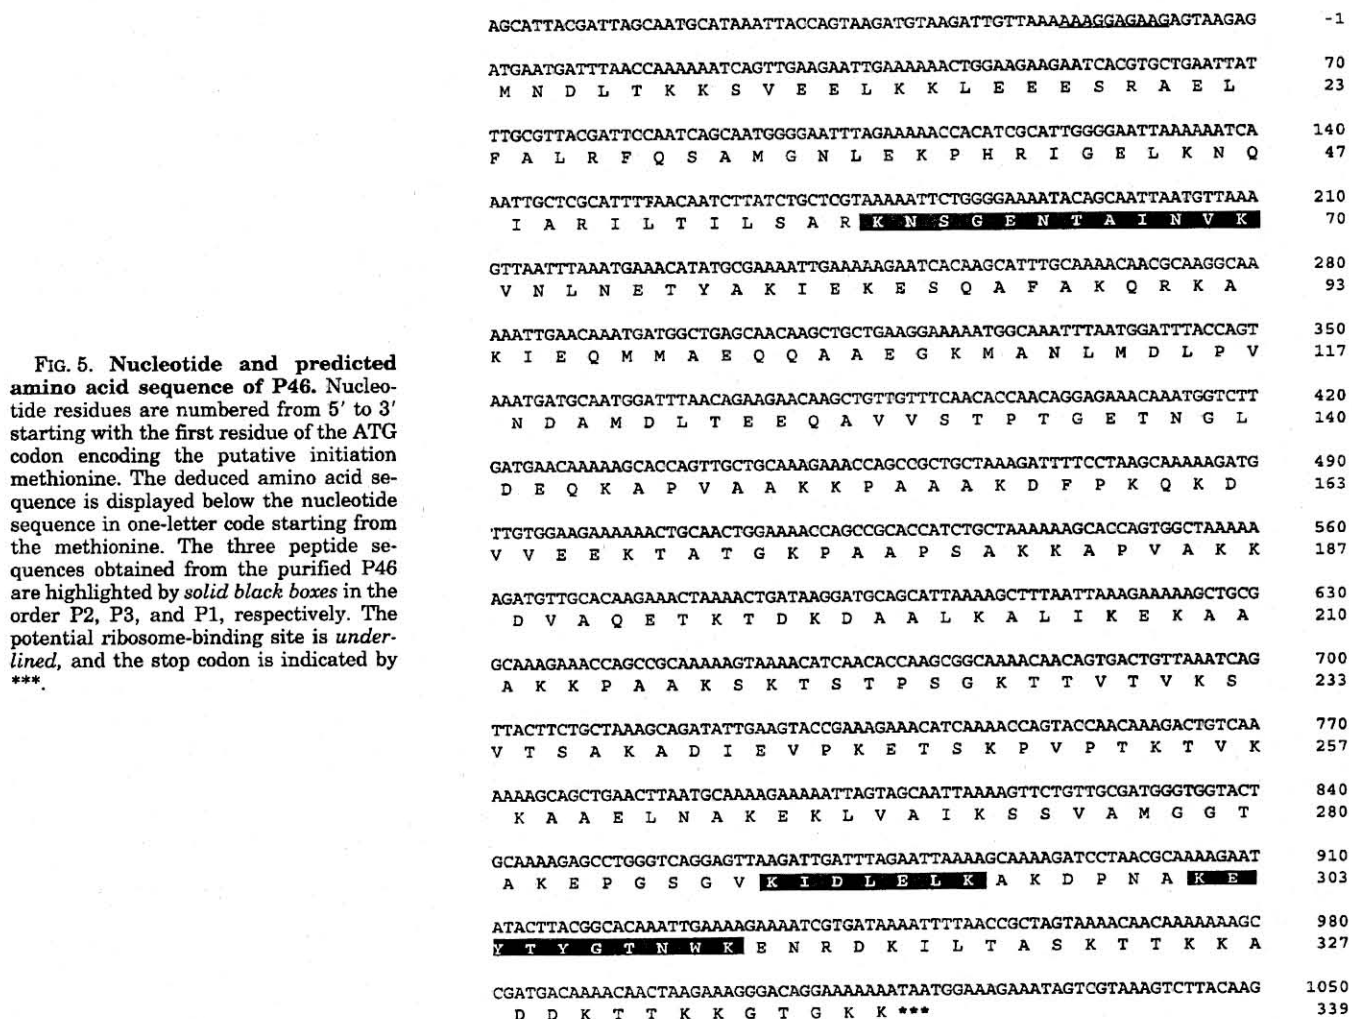 FIG. 5. Nucleotide and predicted
amino acid sequence of P46. Nucleo-
tide residues are numbered from 5′ to 3′
starting with the first residue of the ATG
codon encoding the putative initiation
methionine. The deduced amino acid se-
quence is displayed below the nucleotide
sequence in one-letter code starting from
the methionine. The three peptide se-
quences obtained from the purified P46
are highlighted by solid black boxes in the
order P2, P3, and P1, respectively. The
potential ribosome-binding site is under-
lined, and the stop codon is indicated by
***.
AGCATTACGATTAGCAATGCATAAATTACCAGTAAGATGTAAGATTGTTAAAAAAGGAGAAGAGTAAGAG -1
ATGAATGATTTAACCAAAAAATCAGTTGAAGAATTGAAAAAACTGGAAGAAGAATCACGTGCTGAATTAT 70
M N D L T K K S V E E L K K L E E E S R A E L 23
TTGCGTTACGATTCCAATCAGCAATGGGGAATTTAGAAAAACCACATCGCATTGGGGAATTAAAAAATCA 140
F A L R F Q S A M G N L E K P H R I G E L K N Q 47
AATTGCTCGCATTTTAACAATCTTATCTGCTCGTAAAAATTCTGGGGAAAATACAGCAATTAATGTTAAA 210
I A R I L T I L S A R K N S G E N T A I N V K 70
GTTAATTTAAATGAAACATATGCGAAAATTGAAAAAGAATCACAAGCATTTGCAAAACAACGCAAGGCAA 280
V N L N E T Y A K I E K E S Q A F A K Q R K A 93
AAATTGAACAAATGATGGCTGAGCAACAAGCTGCTGAAGGAAAAATGGCAAATTTAATGGATTTACCAGT 350
K I E Q M M A E Q Q A A E G K M A N L M D L P V 117
AAATGATGCAATGGATTTAACAGAAGAACAAGCTGTTGTTTCAACACCAACAGGAGAAACAAATGGTCTT 420
N D A M D L T E E Q A V V S T P T G E T N G L 140
GATGAACAAAAAGCACCAGTTGCTGCAAAGAAACCAGCCGCTGCTAAAGATTTTCCTAAGCAAAAAGATG 490
D E Q K A P V A A K K P A A A K D F P K Q K D 163
TTGTGGAAGAAAAAACTGCAACTGGAAAACCAGCCGCACCATCTGCTAAAAAAGCACCAGTGGCTAAAAA 560
V V E E K T A T G K P A A P S A K K A P V A K K 187
AGATGTTGCACAAGAAACTAAAACTGATAAGGATGCAGCATTAAAAGCTTTAATTAAAGAAAAAGCTGCG 630
D V A Q E T K T D K D A A L K A L I K E K A A 210
GCAAAGAAACCAGCCGCAAAAAGTAAAACATCAACACCAAGCGGCAAAACAACAGTGACTGTTAAATCAG 700
A K K P A A K S K T S T P S G K T T V T V K S 233
TTACTTCTGCTAAAGCAGATATTGAAGTACCGAAAGAAACATCAAAACCAGTACCAACAAAGACTGTCAA 770
V T S A K A D I E V P K E T S K P V P T K T V K 257
AAAAGCAGCTGAACTTAATGCAAAAGAAAAATTAGTAGCAATTAAAAGTTCTGTTGCGATGGGTGGTACT 840
K A A E L N A K E K L V A I K S S V A M G G T 280
GCAAAAGAGCCTGGGTCAGGAGTTAAGATTGATTTAGAATTAAAAGCAAAAGATCCTAACGCAAAAGAAT 910
A K E P G S G V K I D L E L K A K D P N A K E 303
ATACTTACGGCACAAATTGAAAAGAAAATCGTGATAAAATTTTAACCGCTAGTAAAACAACAAAAAAAGC 980
Y T Y G T N W K E N R D K I L T A S K T T K K A 327
CGATGACAAAACAACTAAGAAAGGGACAGGAAAAAAATAATGGAAAGAAATAGTCGTAAAGTCTTACAAG 1050
D D K T T K K G T G K K *** 339